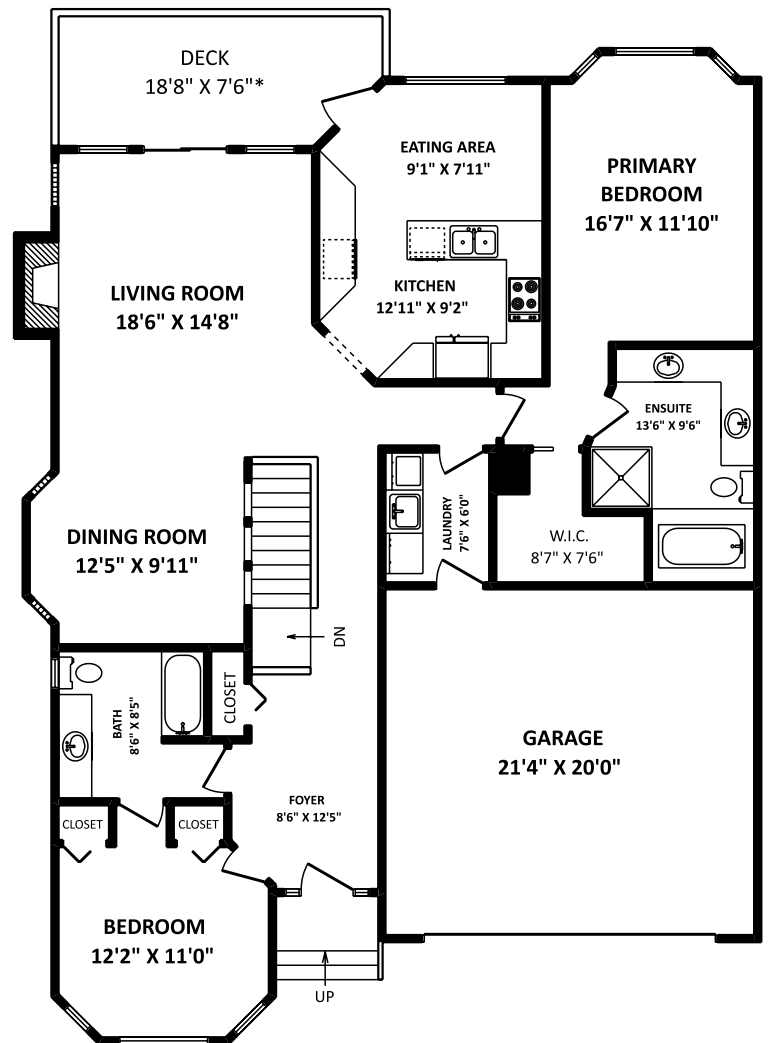 DECK
18'8" X 7'6"*
EATING AREA
9'1" X 7'11"
PRIMARY
BEDROOM
16'7" X 11'10"
LIVING ROOM
18'6" X 14'8"
KITCHEN
12'11" X 9'2"
ENSUITE
13'6" X 9'6"
LAUNDRY
7'6" X 6'0"
DINING ROOM
12'5" X 9'11"
W.I.C.
8'7" X 7'6"
DN
CLOSET
BATH
8'6" X 8'5"
GARAGE
21'4" X 20'0"
FOYER
8'6" X 12'5"
CLOSET
CLOSET
BEDROOM
12'2" X 11'0"
UP